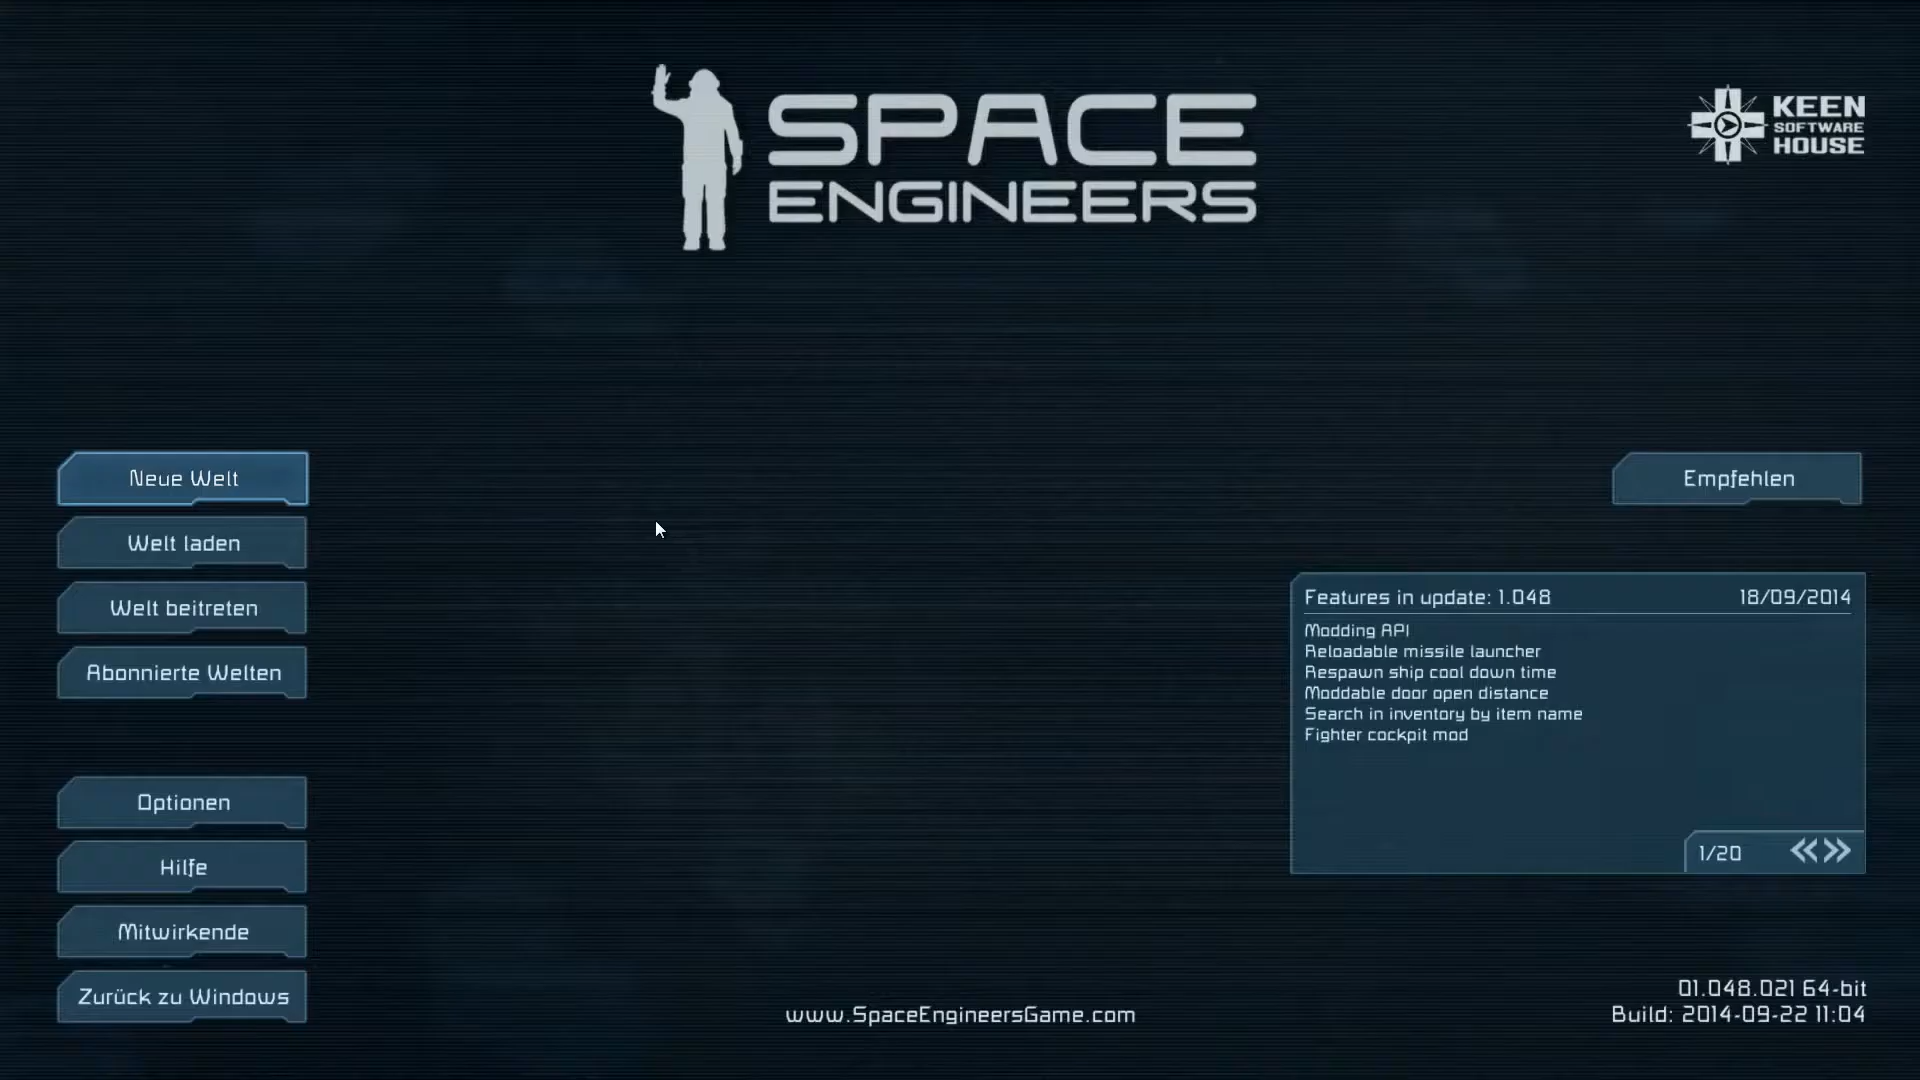 SPACE
ENGINEERS
KEEN
SOFTWARE
HOUSE
Neue Welt
Welt laden
Welt beitreten
Abonnierte Welten
Optionen
Hilfe
Mitwirkende
Zurück zu Windows
Empfehlen
Features in update: 1.048 18/09/2014
Modding API
Reloadable missile launcher
Respawn ship cool down time
Moddable door open distance
Search in inventory by item name
Fighter cockpit mod
1/20
www.SpaceEngineersGame.com
01.048.021 64-bit
Build: 2014-09-22 11:04